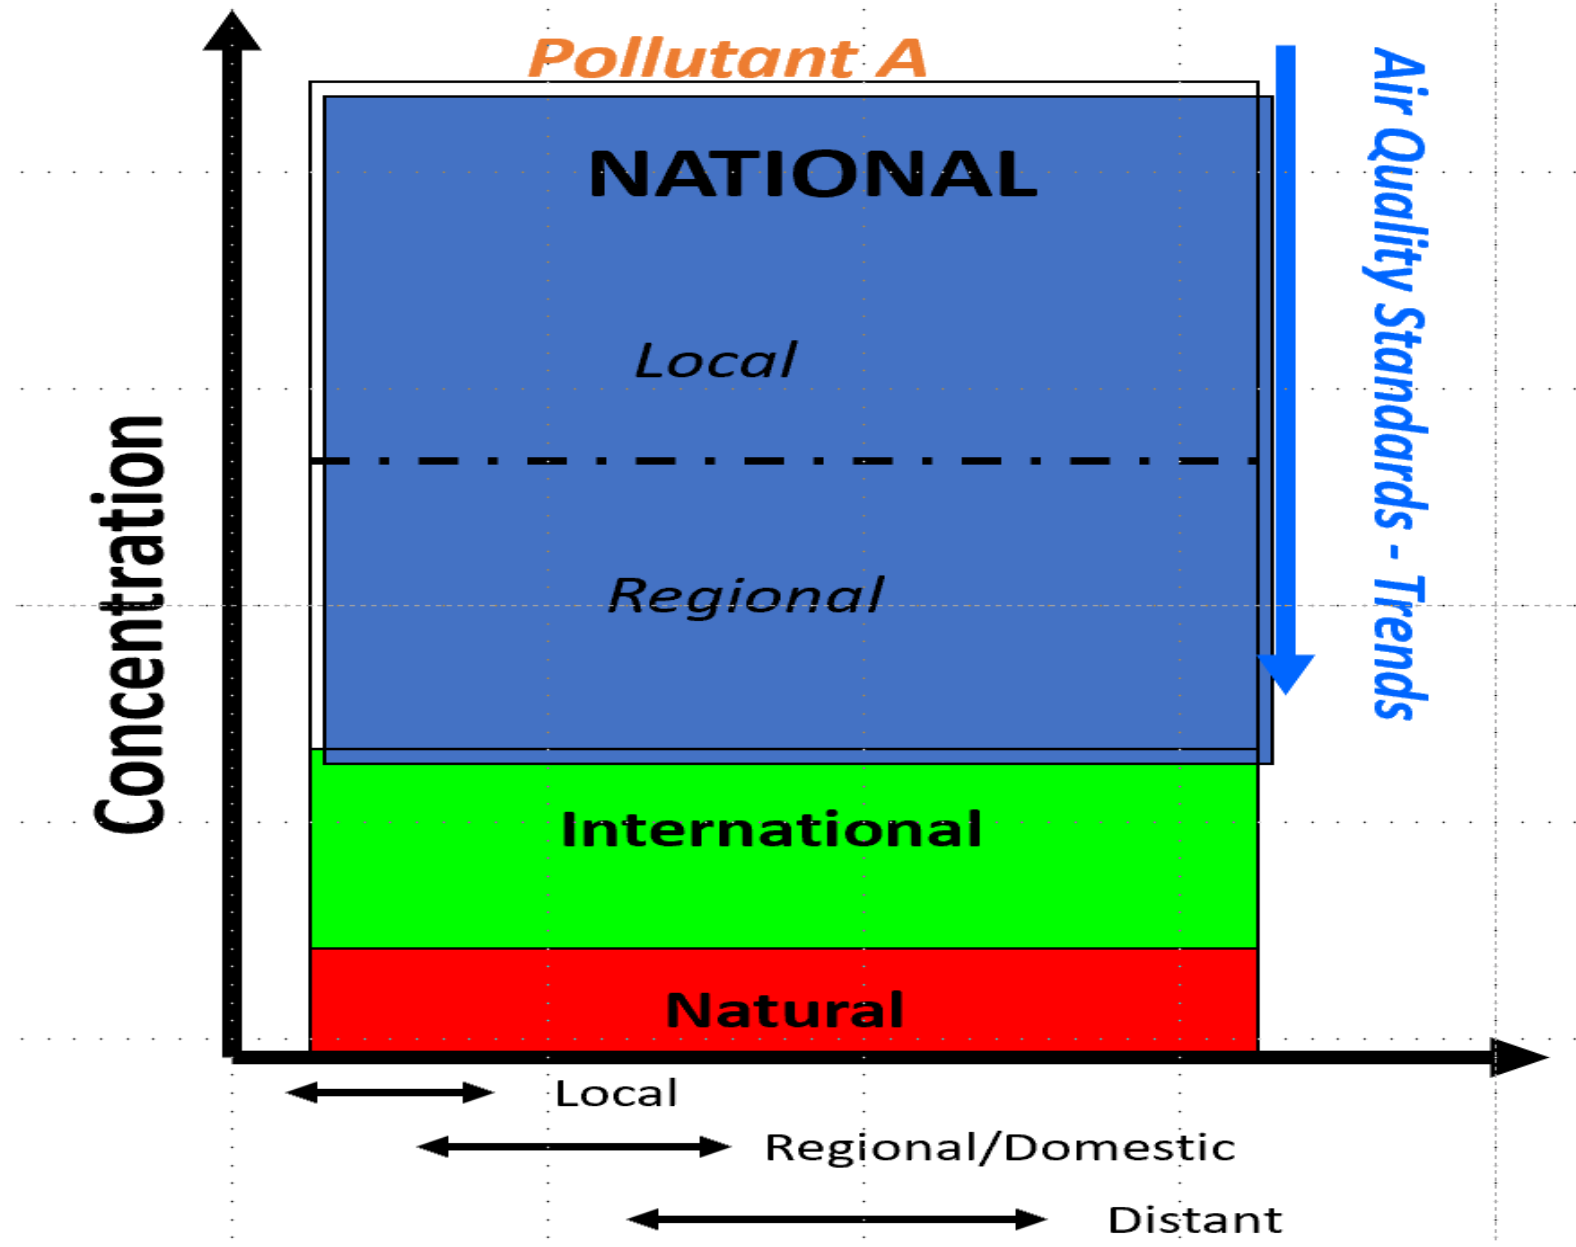 Pollutant A
NATIONAL
Local
Regional
International
Natural
Concentration
Air Quality Standards - Trends
Local
Regional/Domestic
Distant